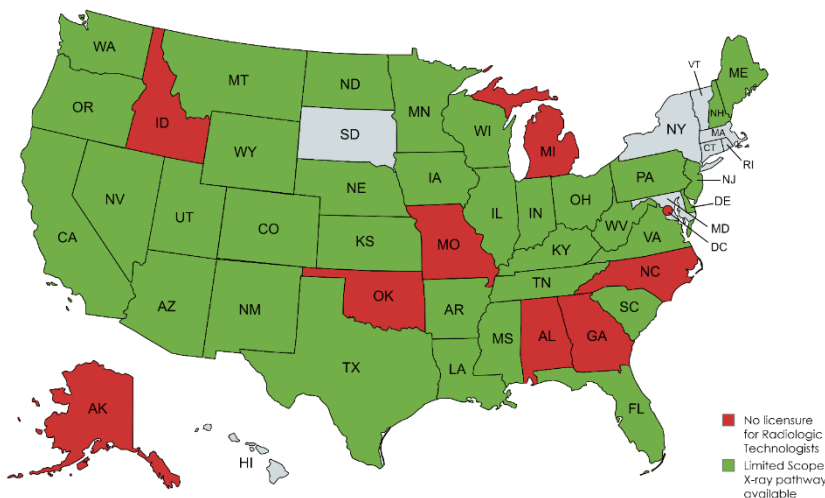 WA
MT
ND
MN
VT
ME
OR
ID
SD
WI
MI
NY
NH
MA
CT
RI
WY
NV
UT
CA
CO
NE
IA
IL
IN
OH
PA
NJ
DE
MD
DC
KS
MO
KY
WV
VA
AZ
NM
OK
AR
TN
NC
SC
MS
AL
GA
TX
LA
FL
AK
HI
No licensure
for Radiologic
Technologists
Limited Scope
X-ray pathway
available